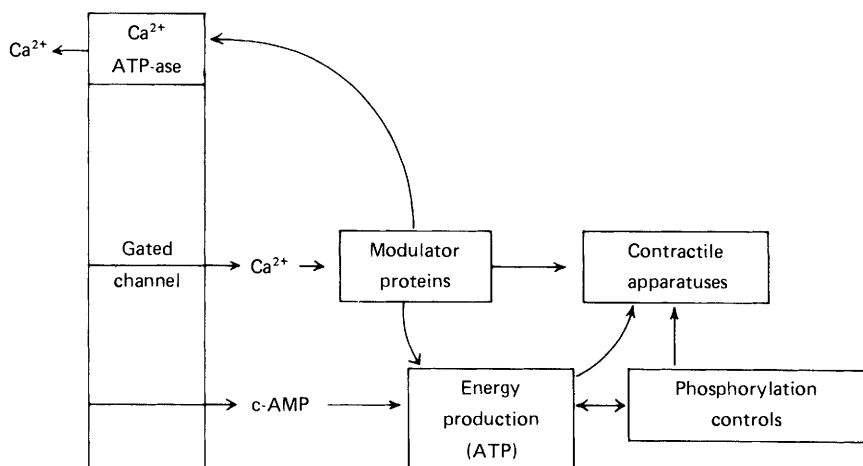 Ca²⁺
Ca²⁺
ATP-ase
Gated
channel
Ca²⁺
Modulator
proteins
Contractile
apparatuses
c-AMP
Energy
production
(ATP)
Phosphorylation
controls